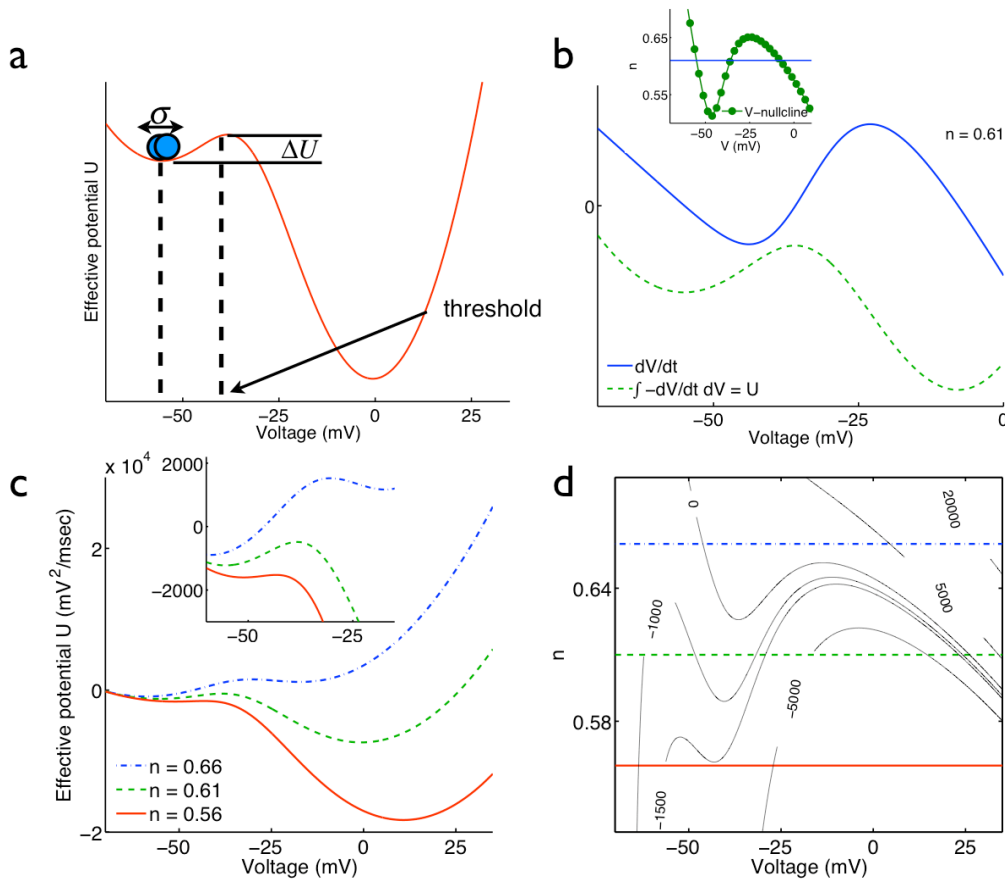 a
σ
ΔU
threshold
Effective potential U
−50
−25
0
25
Voltage (mV)
b
0.65
0.55
n
V−nullcline
−50
−25
0
V (mV)
n = 0.61
0
dV/dt
∫ −dV/dt dV = U
−50
−25
0
Voltage (mV)
c
x 10⁴
2
0
−2
Effective potential U (mV²/msec)
2000
0
−2000
−50
−25
n = 0.66
n = 0.61
n = 0.56
−50
−25
0
25
Voltage (mV)
d
0
20000
−1000
5000
−5000
−1500
0.64
0.58
n
−50
−25
0
25
Voltage (mV)